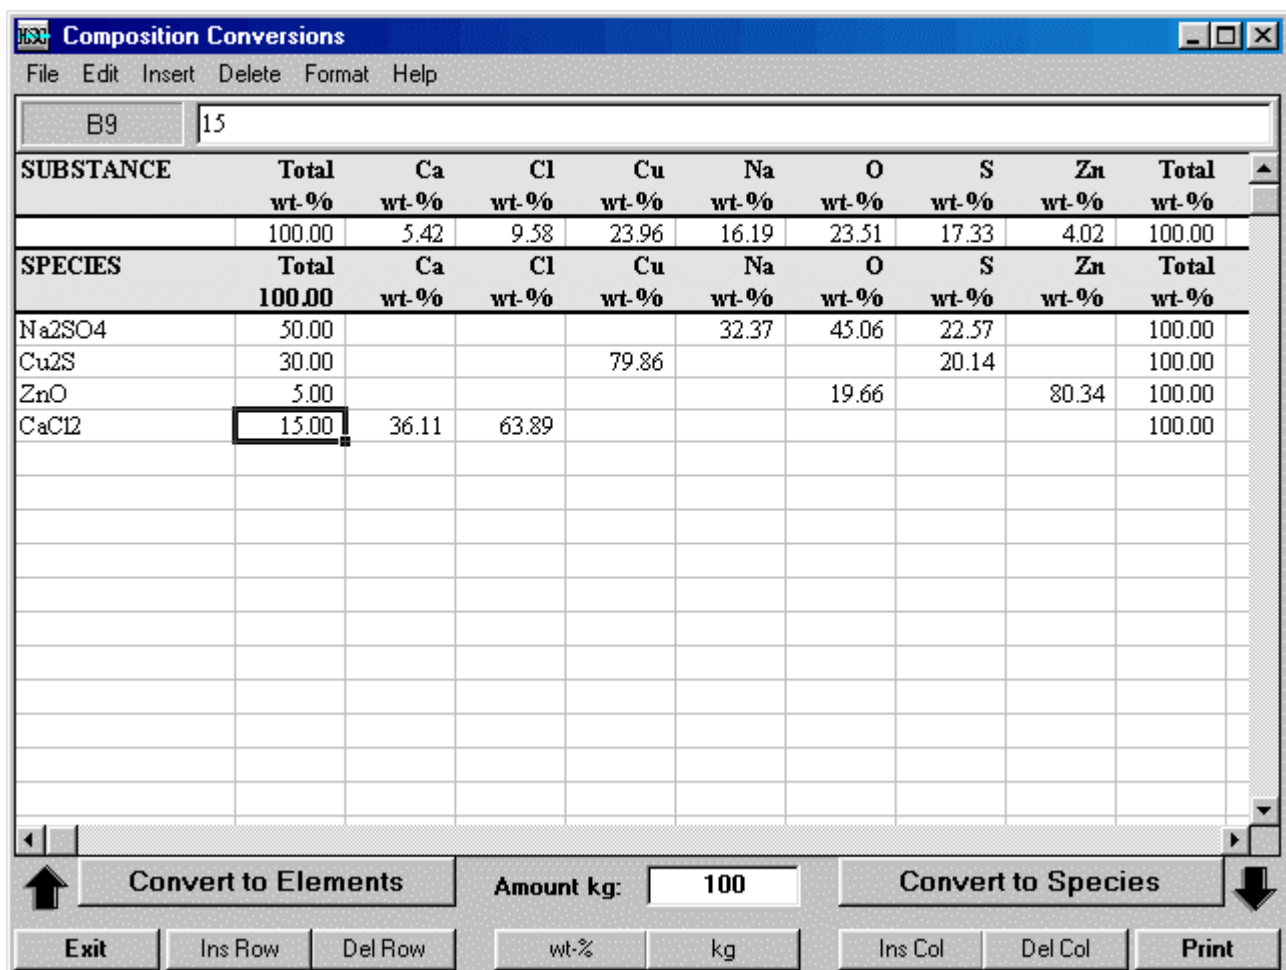 HSC Composition Conversions
File Edit Insert Delete Format Help
B9 15
SUBSTANCE Total Ca Cl Cu Na O S Zn Total
wt-% wt-% wt-% wt-% wt-% wt-% wt-% wt-% wt-%
100.00 5.42 9.58 23.96 16.19 23.51 17.33 4.02 100.00
SPECIES Total Ca Cl Cu Na O S Zn Total
100.00 wt-% wt-% wt-% wt-% wt-% wt-% wt-% wt-%
Na2SO4 50.00 32.37 45.06 22.57 100.00
Cu2S 30.00 79.86 20.14 100.00
ZnO 5.00 19.66 80.34 100.00
CaCl2 15.00 36.11 63.89 100.00
Convert to Elements Amount kg: 100 Convert to Species
Exit Ins Row Del Row wt-% kg Ins Col Del Col Print